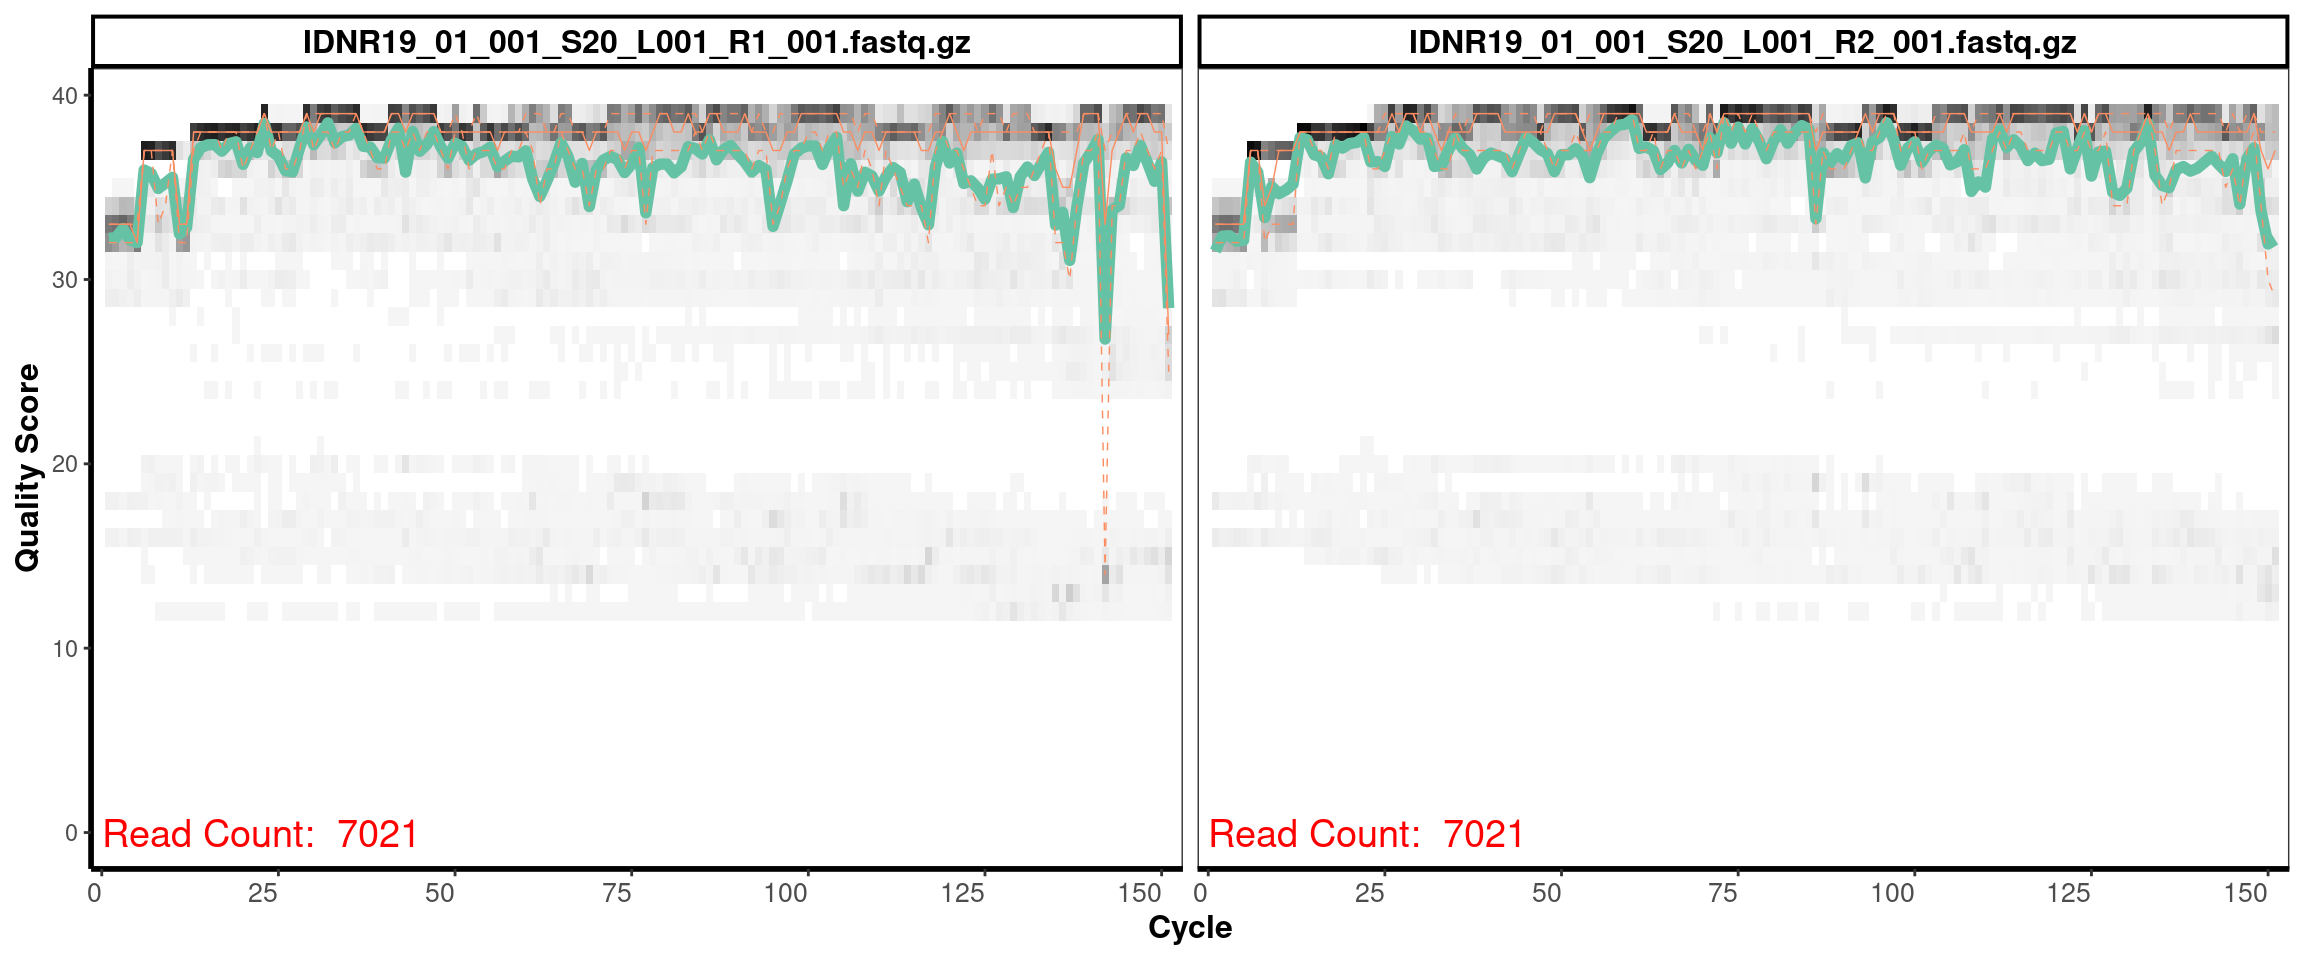 IDNR19_01_001_S20_L001_R1_001.fastq.gz
IDNR19_01_001_S20_L001_R2_001.fastq.gz
Quality Score
40
30
20
10
0
Read Count:  7021
Read Count:  7021
0 25 50 75 100 125 150
0 25 50 75 100 125 150
Cycle